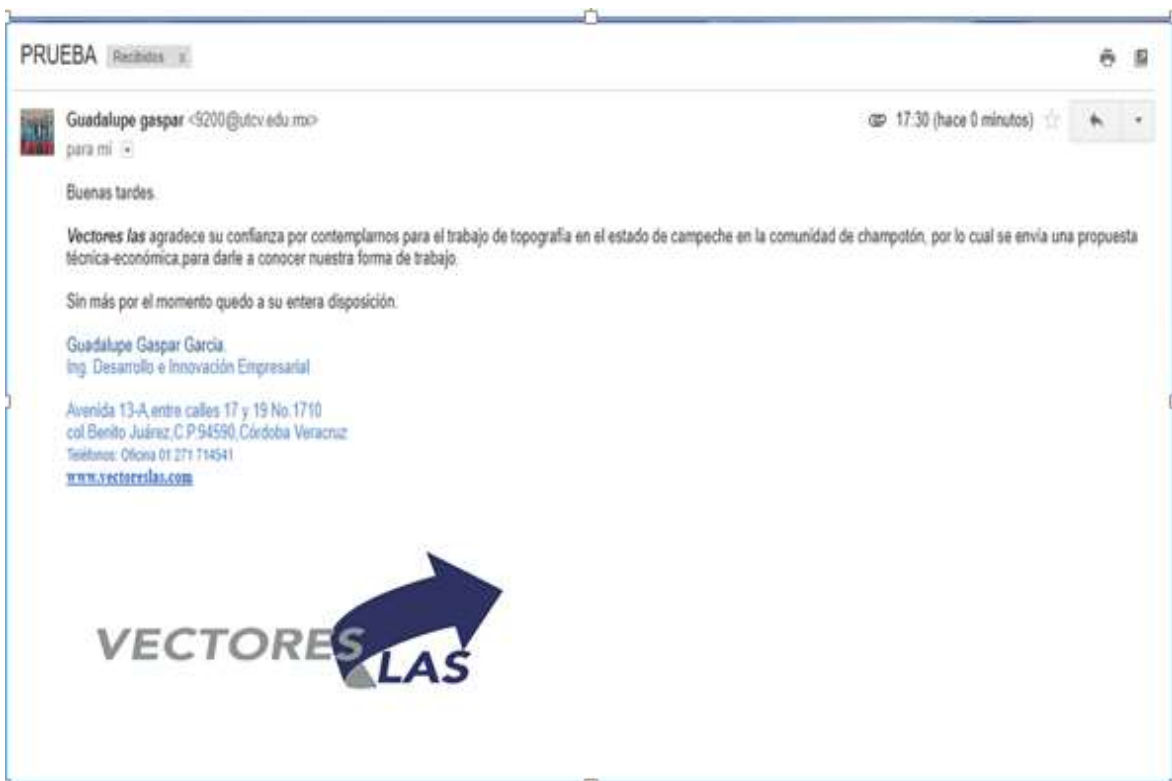 PRUEBA Recibidos x
Guadalupe gaspar <9200@utcv.edu.mx>
17:30 (hace 0 minutos)
para mí
Buenas tardes.
Vectores las agradece su confianza por contemplarnos para el trabajo de topografia en el estado de campeche en la comunidad de champotón, por lo cual se envía una propuesta
técnica-económica,para darle a conocer nuestra forma de trabajo.
Sin más por el momento quedo a su entera disposición.
Guadalupe Gaspar Garcia.
Ing. Desarrollo e Innovación Empresarial
Avenida 13-A,entre calles 17 y 19 No.1710
col.Benito Juárez,C.P.94590,Córdoba Veracruz
Teléfonos: Oficina 01 271 714541
www.vectoreslas.com
VECTORES
LAS